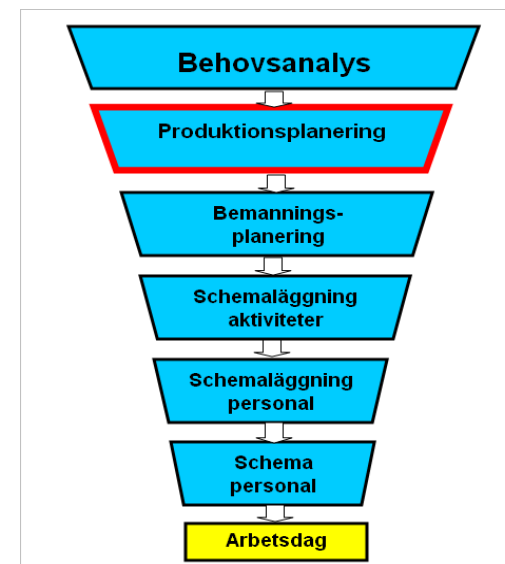 Behovsanalys
Produktionsplanering
Bemannings-
planering
Schemaläggning
aktiviteter
Schemaläggning
personal
Schema
personal
Arbetsdag